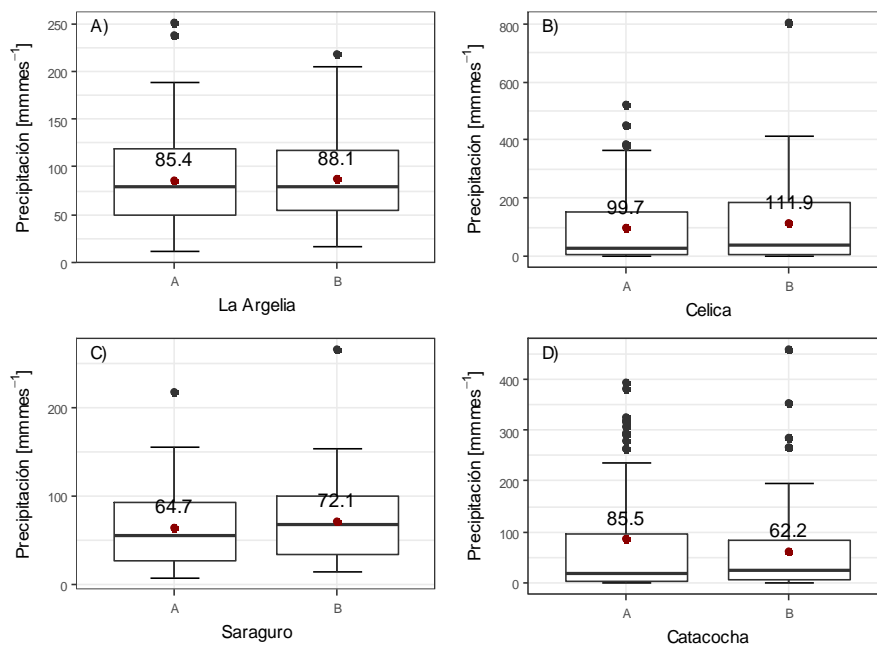 A)
Precipitación [mmmes⁻¹]
250
200
150
100
50
0
85.4
88.1
A
B
La Argelia
B)
Precipitación [mmmes⁻¹]
800
600
400
200
0
99.7
111.9
A
B
Celica
C)
Precipitación [mmmes⁻¹]
200
100
0
64.7
72.1
A
B
Saraguro
D)
Precipitación [mmmes⁻¹]
400
300
200
100
0
85.5
62.2
A
B
Catacocha